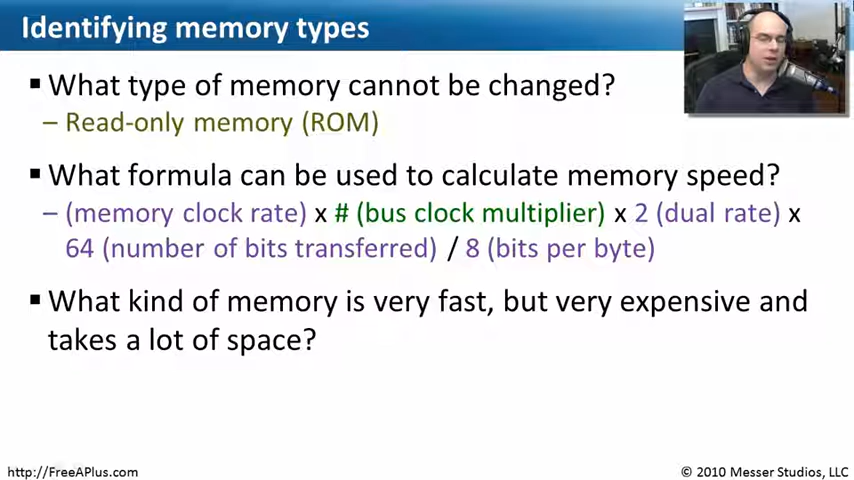 Identifying memory types
▪ What type of memory cannot be changed?
– Read-only memory (ROM)
▪ What formula can be used to calculate memory speed?
– (memory clock rate) x # (bus clock multiplier) x 2 (dual rate) x
64 (number of bits transferred) / 8 (bits per byte)
▪ What kind of memory is very fast, but very expensive and
takes a lot of space?
http://FreeAPlus.com
© 2010 Messer Studios, LLC